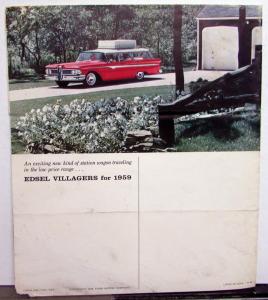 An exciting new kind of station wagon traveling
in the low price range . . .
EDSEL VILLAGERS for 1959